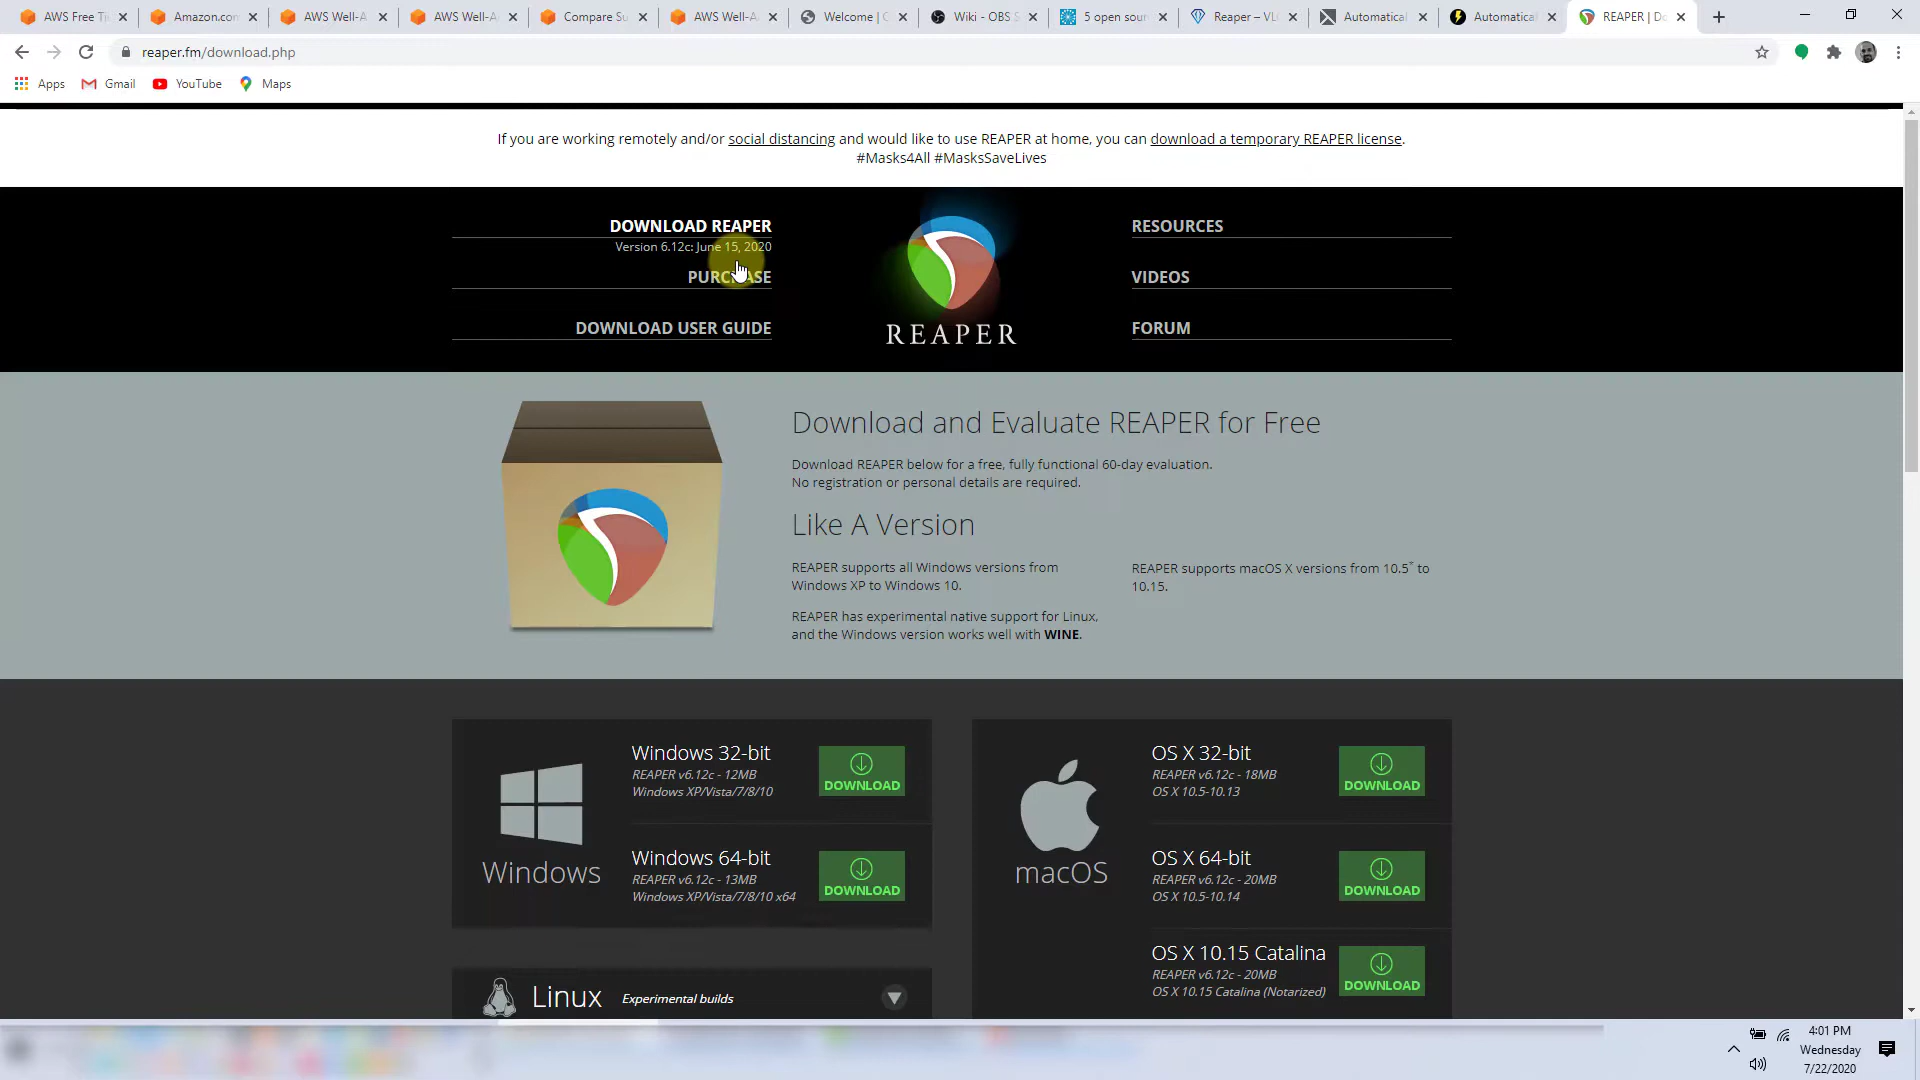 AWS Free Ti
Amazon.con
AWS Well-A
AWS Well-A
Compare Su
AWS Well-A
Welcome | C
Wiki - OBS S
5 open sour
Reaper – VL
Automatical
Automatical
REAPER | Do
reaper.fm/download.php
Apps
Gmail
YouTube
Maps
If you are working remotely and/or social distancing and would like to use REAPER at home, you can download a temporary REAPER license.
#Masks4All #MasksSaveLives
DOWNLOAD REAPER
Version 6.12c: June 15, 2020
PURCHASE
DOWNLOAD USER GUIDE
REAPER
RESOURCES
VIDEOS
FORUM
Download and Evaluate REAPER for Free
Download REAPER below for a free, fully functional 60-day evaluation.
No registration or personal details are required.
Like A Version
REAPER supports all Windows versions from
Windows XP to Windows 10.
REAPER has experimental native support for Linux,
and the Windows version works well with WINE.
REAPER supports macOS X versions from 10.5* to
10.15.
Windows
Windows 32-bit
REAPER v6.12c - 12MB
Windows XP/Vista/7/8/10
DOWNLOAD
Windows 64-bit
REAPER v6.12c - 13MB
Windows XP/Vista/7/8/10 x64
DOWNLOAD
macOS
OS X 32-bit
REAPER v6.12c - 18MB
OS X 10.5-10.13
DOWNLOAD
OS X 64-bit
REAPER v6.12c - 20MB
OS X 10.5-10.14
DOWNLOAD
OS X 10.15 Catalina
REAPER v6.12c - 20MB
OS X 10.15 Catalina (Notarized)
DOWNLOAD
Linux Experimental builds
4:01 PM
Wednesday
7/22/2020